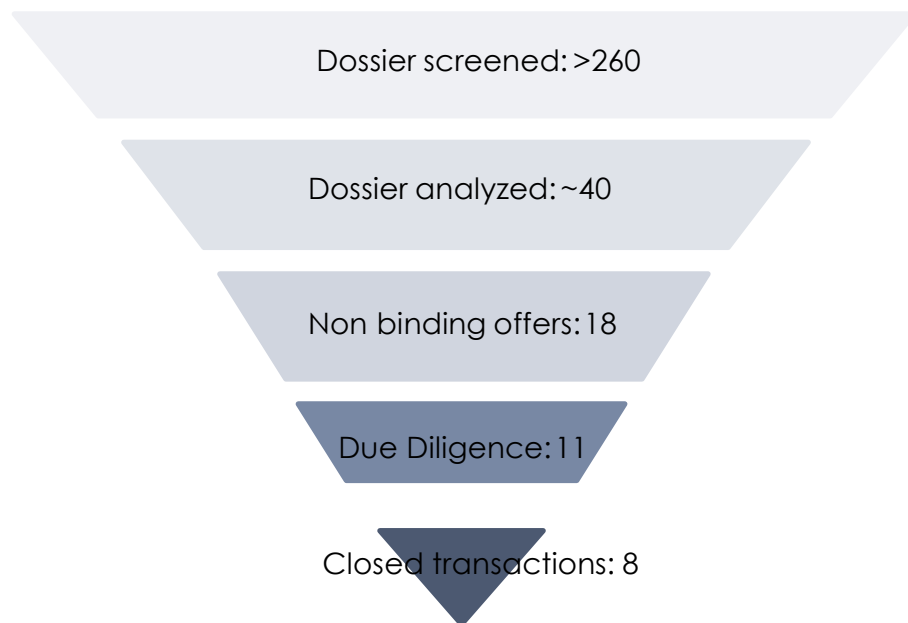 Dossier screened: >260
Dossier analyzed: ~40
Non binding offers: 18
Due Diligence: 11
Closed transactions: 8